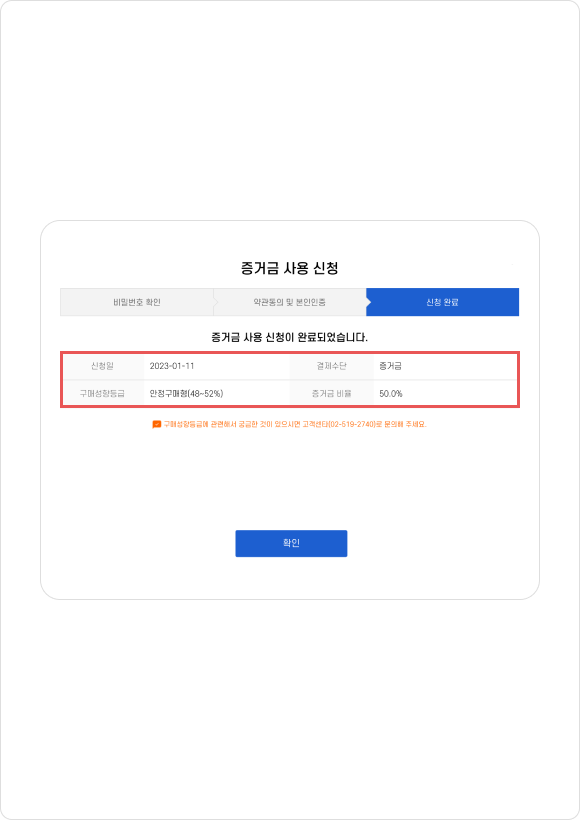 증거금 사용 신청
비밀번호 확인 약관동의 및 본인인증 신청 완료
증거금 사용 신청이 완료되었습니다.
신청일 2023-01-11 결제수단 증거금
구매성향등급 안정구매형(48~52%) 증거금 비율 50.0%
구매성향등급에 관련해서 궁금한 것이 있으시면 고객센터(02-519-2740)로 문의해 주세요.
확인